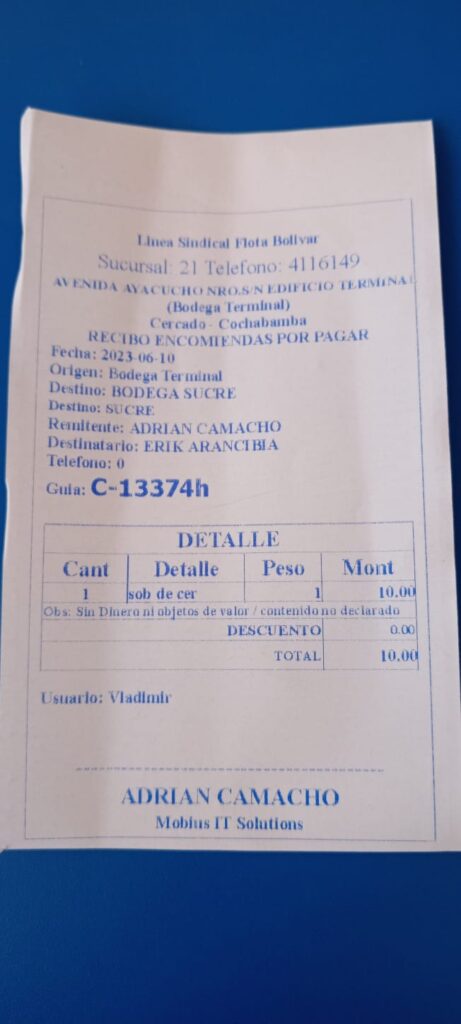 Linea Sindical Flota Bolivar
Sucursal: 21 Telefono: 4116149
AVENIDA AYACUCHO NRO.S/N EDIFICIO TERMINAL
(Bodega Terminal)
Cercado - Cochabamba
RECIBO ENCOMIENDAS POR PAGAR
Fecha: 2023-06-10
Origen: Bodega Terminal
Destino: BODEGA SUCRE
Destino: SUCRE
Remitente: ADRIAN CAMACHO
Destinatario: ERIK ARANCIBIA
Telefono: 0
Guia: C-13374h
DETALLE
Cant Detalle Peso Mont
1 sob de cer 1 10.00
Obs: Sin Dinero ni objetos de valor / contenido no declarado
DESCUENTO 0.00
TOTAL 10.00
Usuario: Vladimir
ADRIAN CAMACHO
Mobius IT Solutions